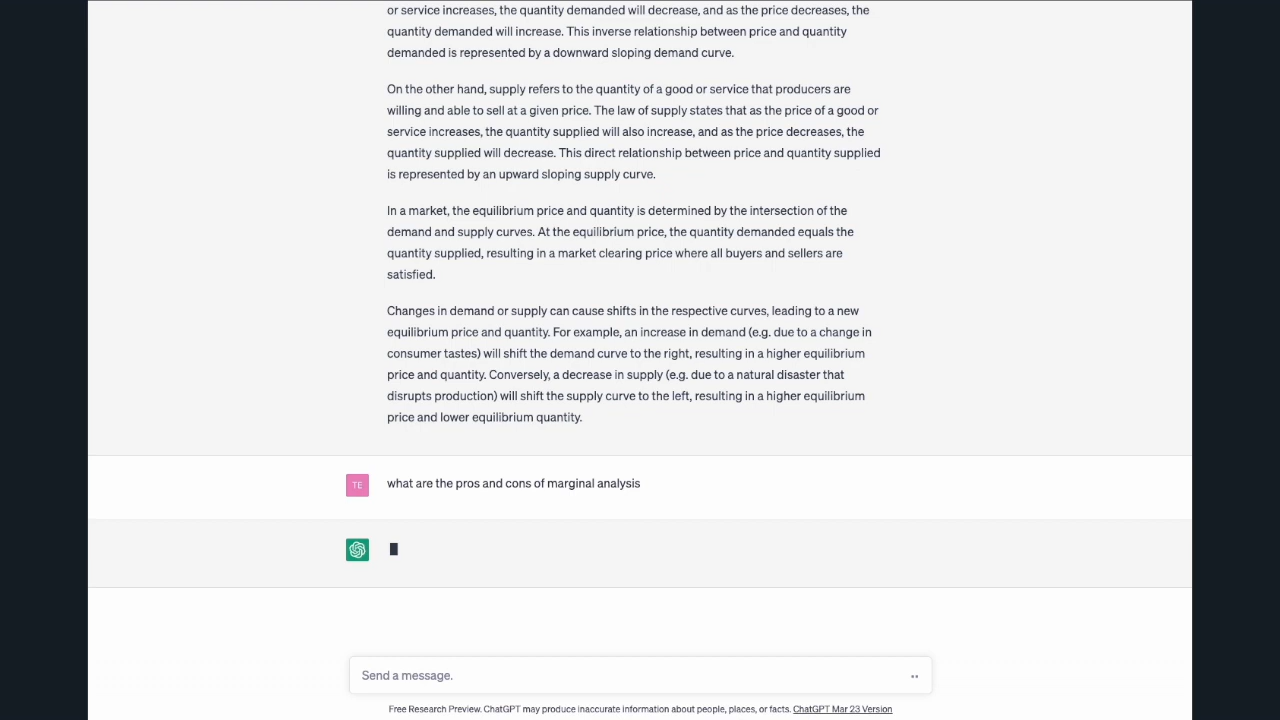 or service increases, the quantity demanded will decrease, and as the price decreases, the
quantity demanded will increase. This inverse relationship between price and quantity
demanded is represented by a downward sloping demand curve.
On the other hand, supply refers to the quantity of a good or service that producers are
willing and able to sell at a given price. The law of supply states that as the price of a good or
service increases, the quantity supplied will also increase, and as the price decreases, the
quantity supplied will decrease. This direct relationship between price and quantity supplied
is represented by an upward sloping supply curve.
In a market, the equilibrium price and quantity is determined by the intersection of the
demand and supply curves. At the equilibrium price, the quantity demanded equals the
quantity supplied, resulting in a market clearing price where all buyers and sellers are
satisfied.
Changes in demand or supply can cause shifts in the respective curves, leading to a new
equilibrium price and quantity. For example, an increase in demand (e.g. due to a change in
consumer tastes) will shift the demand curve to the right, resulting in a higher equilibrium
price and quantity. Conversely, a decrease in supply (e.g. due to a natural disaster that
disrupts production) will shift the supply curve to the left, resulting in a higher equilibrium
price and lower equilibrium quantity.
TE what are the pros and cons of marginal analysis
Send a message.
Free Research Preview. ChatGPT may produce inaccurate information about people, places, or facts. ChatGPT Mar 23 Version